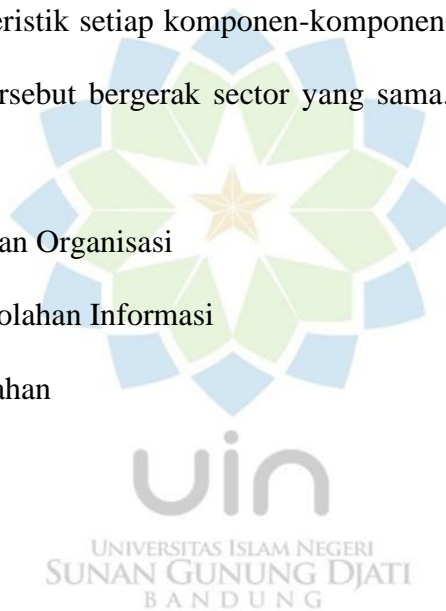 eristik setiap komponen-komponen
rsebut bergerak sector yang sama.
an Organisasi
olahan Informasi
ahan
uin
UNIVERSITAS ISLAM NEGERI
SUNAN GUNUNG DJATI
BANDUNG